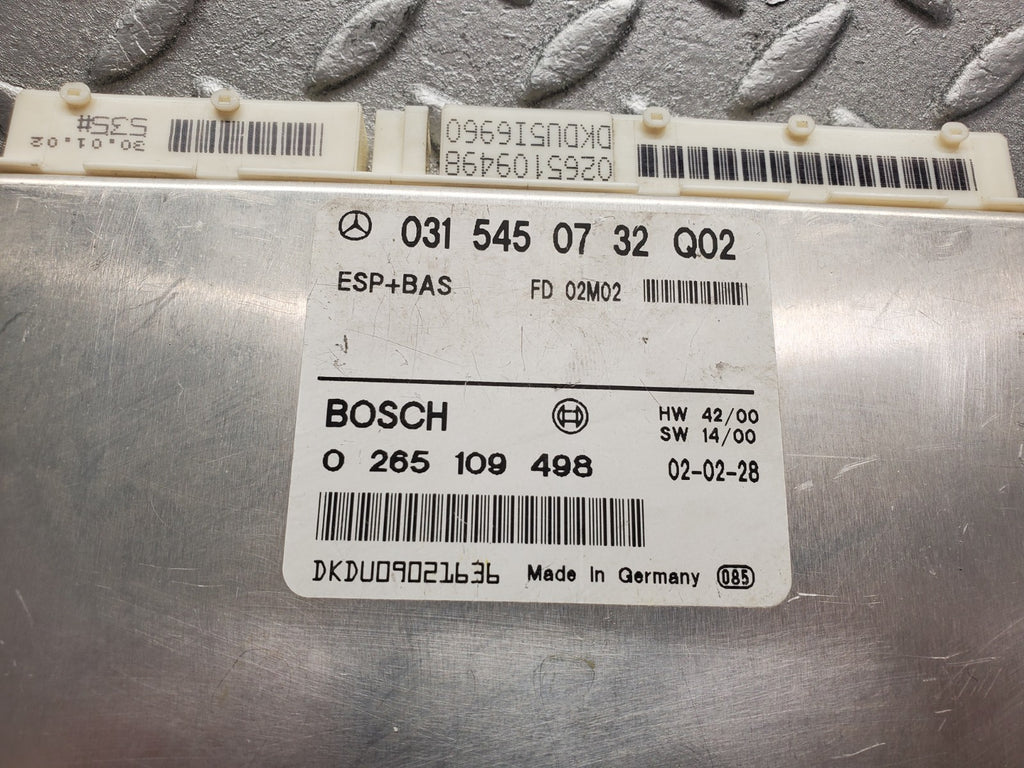 535#
30.01.02
DKDU5I6960
0265109498
031 545 07 32 Q02
ESP+BAS FD 02M02
BOSCH HW 42/00
SW 14/00
0 265 109 498 02-02-28
DKDU09021636 Made In Germany 085